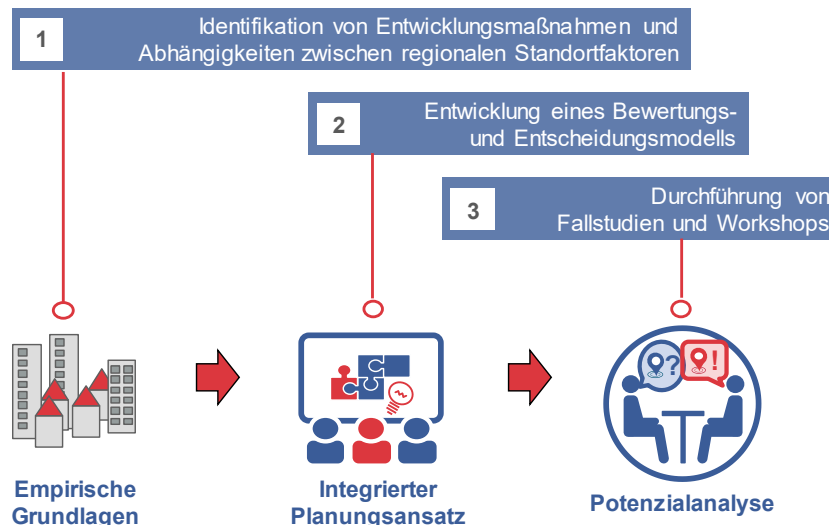 1
Identifikation von Entwicklungsmaßnahmen und
Abhängigkeiten zwischen regionalen Standortfaktoren
2
Entwicklung eines Bewertungs-
und Entscheidungsmodells
3
Durchführung von
Fallstudien und Workshops
? !
Empirische
Grundlagen
Integrierter
Planungsansatz
Potenzialanalyse